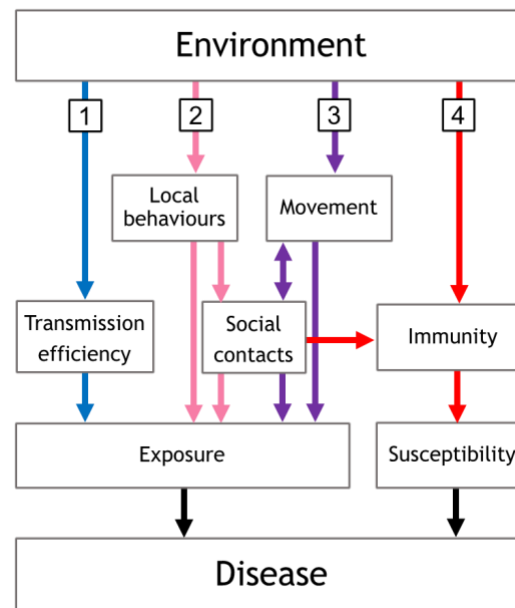 Environment
1
2
3
4
Local
behaviours
Movement
Transmission
efficiency
Social
contacts
Immunity
Exposure
Susceptibility
Disease